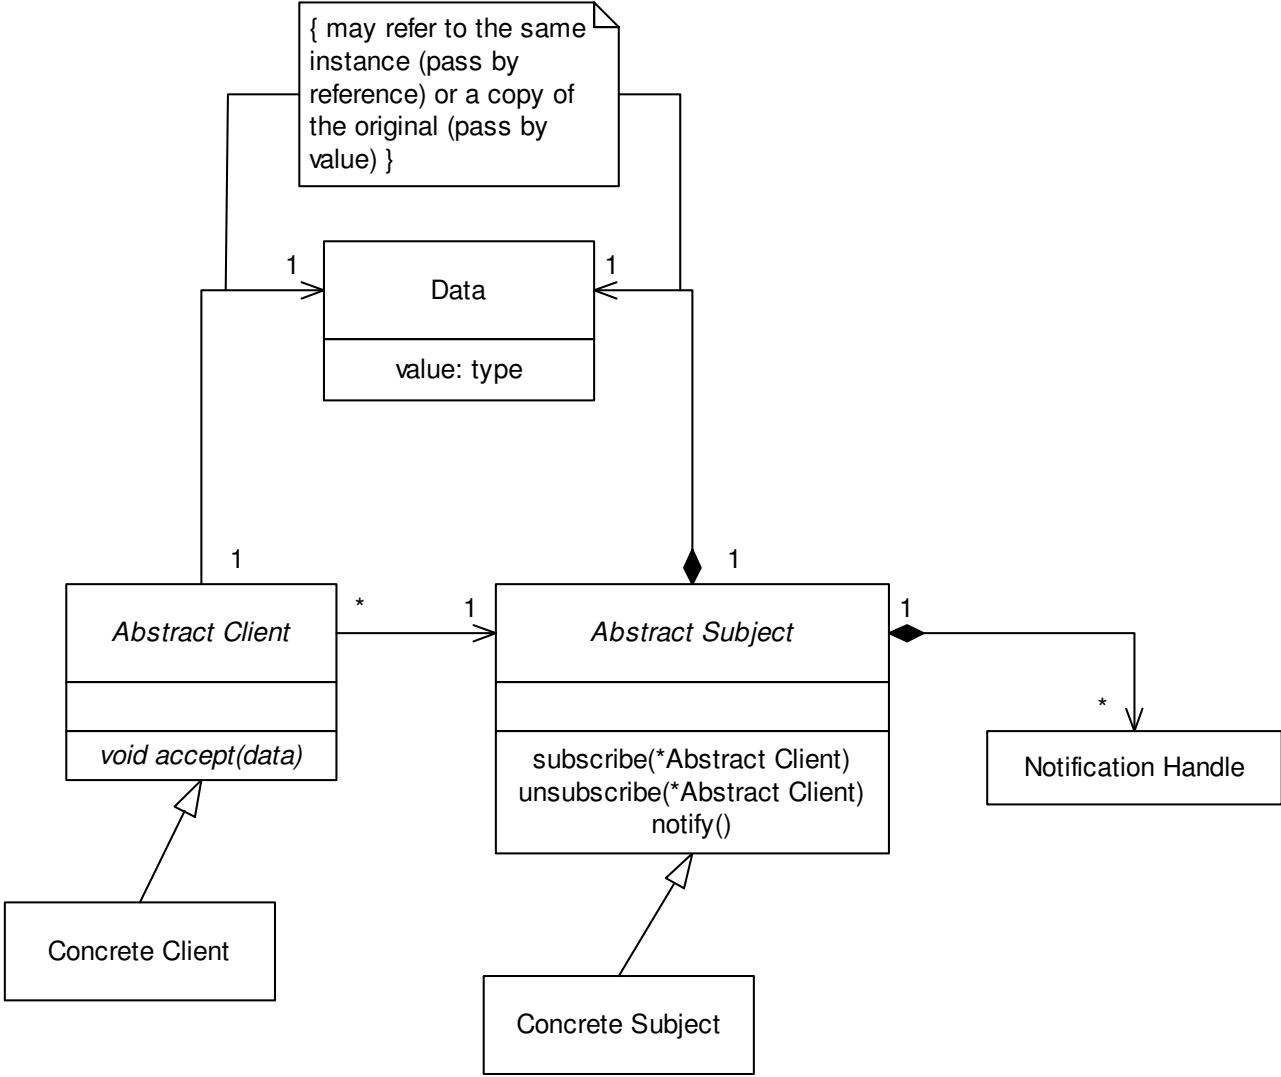 { may refer to the same
instance (pass by
reference) or a copy of
the original (pass by
value) }
1
1
Data
value: type
1
1
*
1
1
Abstract Client
Abstract Subject
*
void accept(data)
subscribe(*Abstract Client)
unsubscribe(*Abstract Client)
notify()
Notification Handle
Concrete Client
Concrete Subject